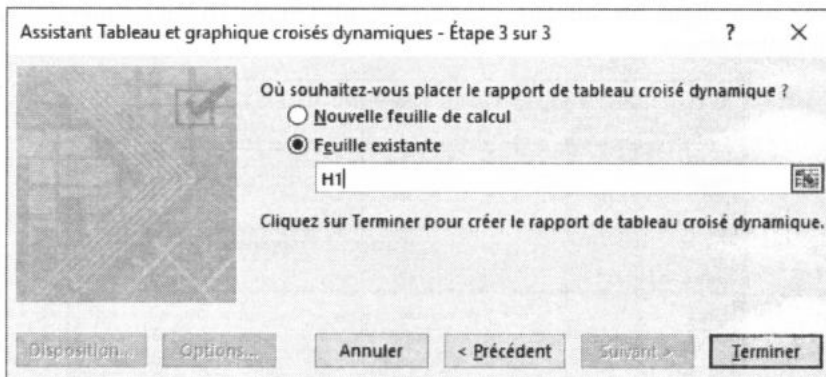 Assistant Tableau et graphique croisés dynamiques - Étape 3 sur 3 ? X
Où souhaitez-vous placer le rapport de tableau croisé dynamique ?
Nouvelle feuille de calcul
Feuille existante
H1
Cliquez sur Terminer pour créer le rapport de tableau croisé dynamique.
Disposition... Options... Annuler < Précédent Suivant > Terminer